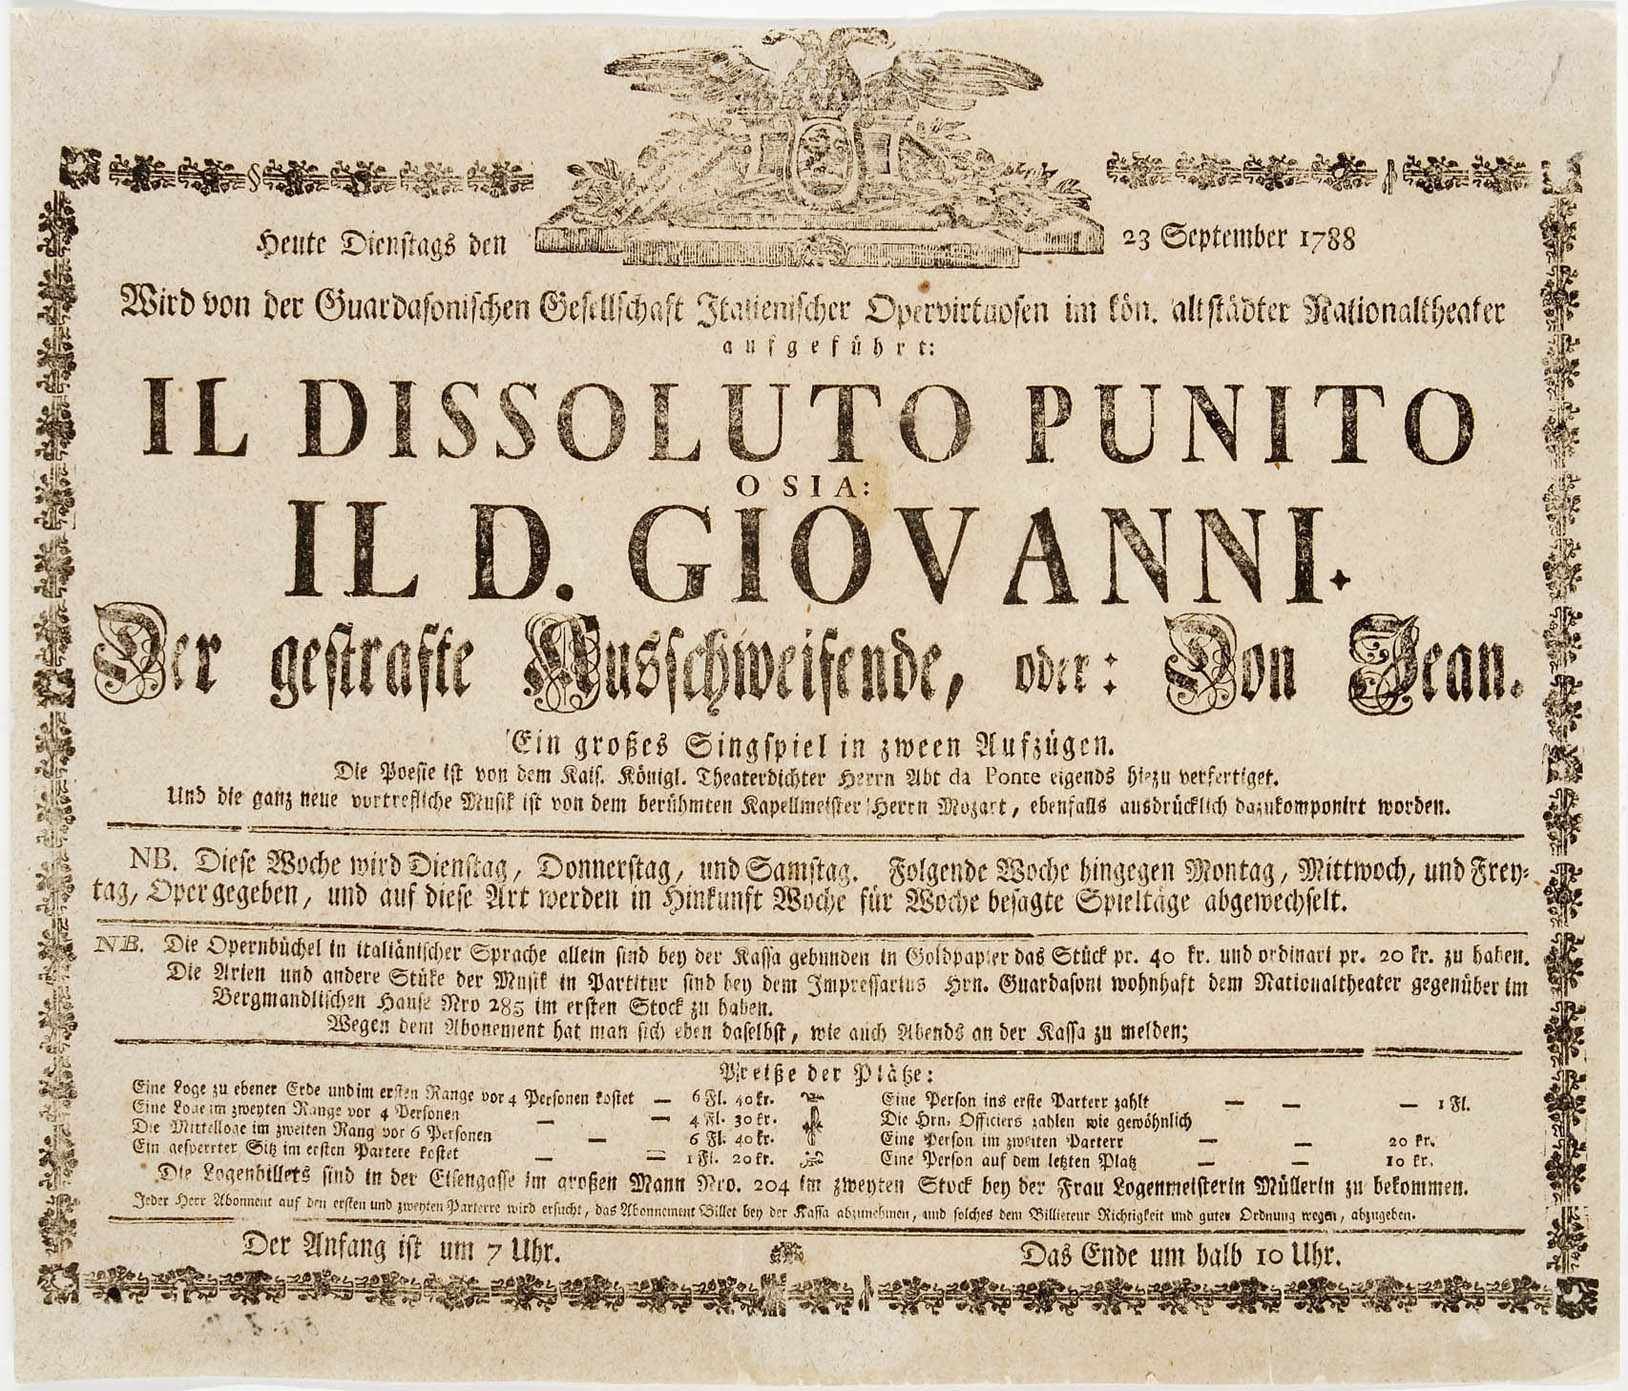 Heute Dienstags den 23 September 1788
Wird von der Guardasonischen Gesellschaft Italienischer Opervirtuosen im kön. altstädter Nationaltheater
aufgeführt:
IL DISSOLUTO PUNITO
O SIA:
IL D. GIOVANNI.
Der gestrafte Ausschweifende, oder: Don Jean.
Ein großes Singspiel in zween Aufzügen.
Die Poesie ist von dem Kais. Königl. Theaterdichter Herrn Abt da Ponte eigends hiezu verfertiget.
Und die ganz neue vortrefliche Musik ist von dem berühmten Kapellmeister Herrn Mozart, ebenfalls ausdrücklich dazukomponirt worden.
NB. Diese Woche wird Dienstag, Donnerstag, und Samstag. Folgende Woche hingegen Montag, Mittwoch, und Frey-
tag, Oper gegeben, und auf diese Art werden in Hinkunft Woche für Woche besagte Spieltäge abgewechselt.
NB. Die Opernbüchel in italiänischer Sprache allein sind bey der Kassa gebunden in Goldpapier das Stück pr. 40 kr. und ordinari pr. 20 kr. zu haben.
Die Arien und andere Stüke der Musik in Partitur sind bey dem Impressarius Hrn. Guardasoni wohnhaft dem Nationaltheater gegenüber im
Bergmandlischen Hause Nro 285 im ersten Stock zu haben.
Wegen dem Abonement hat man sich eben daselbst, wie auch Abends an der Kassa zu melden;
Preiße der Plätze:
Eine Loge zu ebener Erde und im ersten Range vor 4 Personen kostet — 6 Fl. 40 kr.
Eine Loge im zweyten Range vor 4 Personen — — 4 Fl. 30 kr.
Die Mittelloge im zweiten Rang vor 6 Personen — 6 Fl. 40 kr.
Ein gesperrter Sitz im ersten Partere kostet — — 1 Fl. 20 kr.
Eine Person ins erste Parterr zahlt — — — 1 Fl.
Die Hrn. Officiers zahlen wie gewöhnlich
Eine Person im zweiten Parterr — — 20 kr.
Eine Person auf dem letzten Platz — — 10 kr.
Die Logenbillets sind in der Eisengasse im großen Mann Nro. 204 im zweyten Stock bey der Frau Logenmeisterin Müllerin zu bekommen.
Jeder Herr Abonnent auf den ersten und zweyten Parterre wird ersucht, das Abonnement Billet bey der Kassa abzunehmen, und solches dem Billieteur Richtigkeit und guter Ordnung wegen, abzugeben.
Der Anfang ist um 7 Uhr.
Das Ende um halb 10 Uhr.